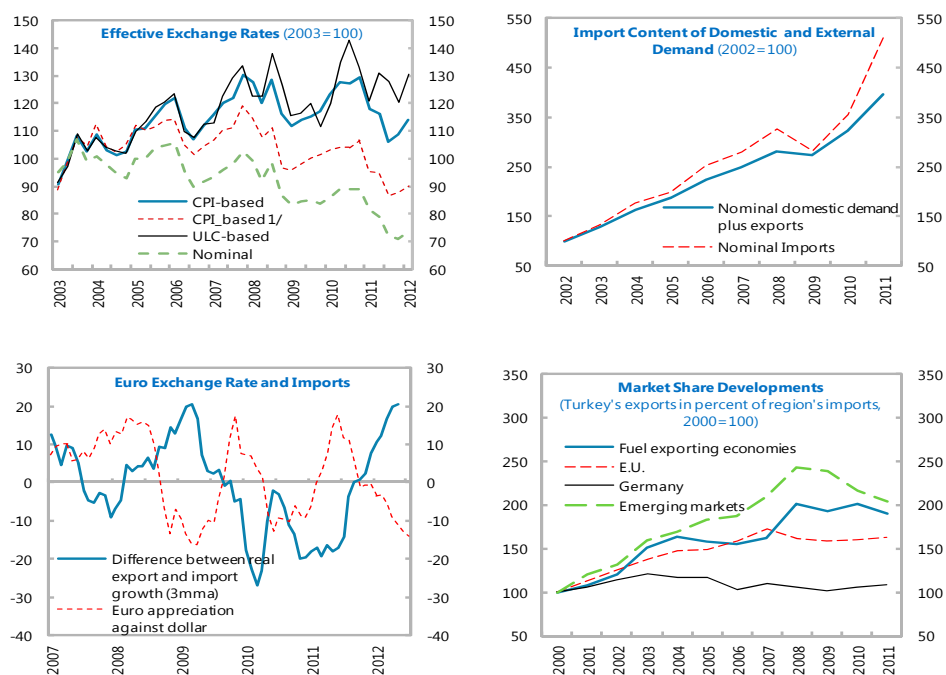 Effective Exchange Rates (2003=100)
150 150
140 140
130 130
120 120
110 110
100 100
90 90
80 80
70 70
60 60
CPI-based
CPI_based 1/
ULC-based
Nominal
2003 2004 2005 2006 2007 2008 2009 2010 2011 2012
Import Content of Domestic and External
Demand (2002=100)
550 550
450 450
350 350
250 250
150 150
50 50
Nominal domestic demand
plus exports
Nominal Imports
2002 2003 2004 2005 2006 2007 2008 2009 2010 2011
Euro Exchange Rate and Imports
30 30
20 20
10 10
0 0
-10 -10
-20 -20
-30 -30
-40 -40
Difference between real
export and import
growth (3mma)
Euro appreciation
against dollar
2007 2008 2009 2010 2011 2012
Market Share Developments
(Turkey's exports in percent of region's imports,
2000=100)
350 350
300 300
250 250
200 200
150 150
100 100
50 50
Fuel exporting economies
E.U.
Germany
Emerging markets
2000 2001 2002 2003 2004 2005 2006 2007 2008 2009 2010 2011